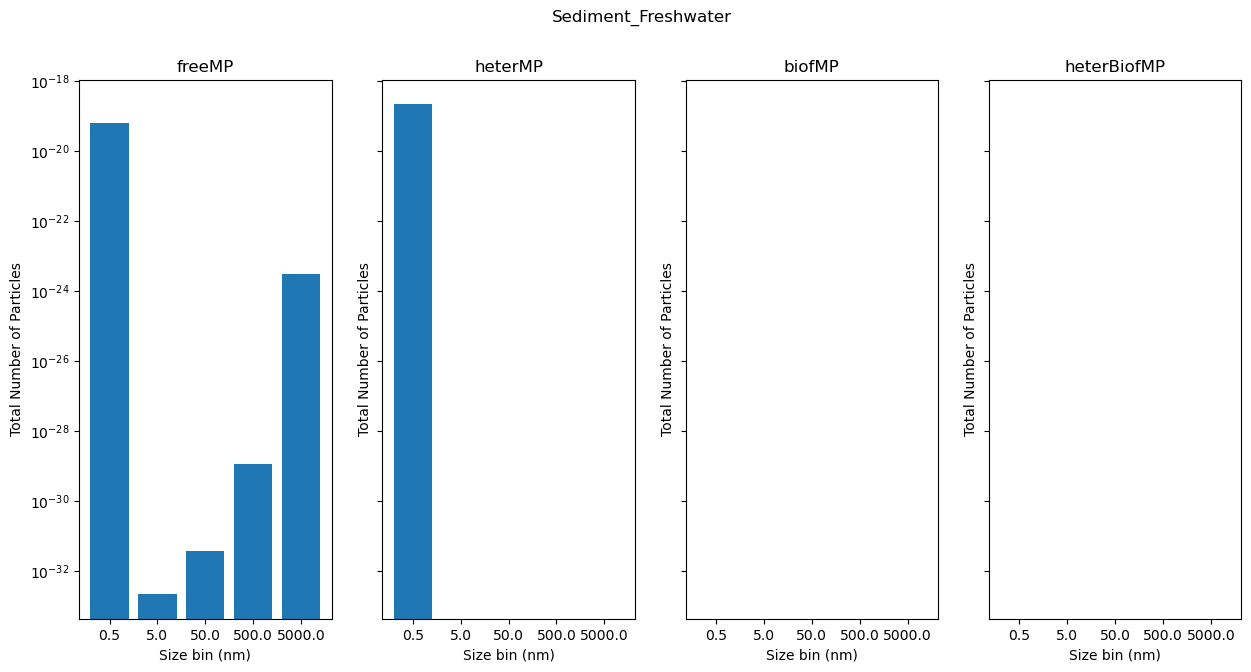 Sediment_Freshwater
freeMP
heterMP
biofMP
heterBiofMP
Total Number of Particles
10^-18
10^-20
10^-22
10^-24
10^-26
10^-28
10^-30
10^-32
0.5 5.0 50.0 500.0 5000.0
Size bin (nm)
Total Number of Particles
0.5 5.0 50.0 500.0 5000.0
Size bin (nm)
Total Number of Particles
0.5 5.0 50.0 500.0 5000.0
Size bin (nm)
Total Number of Particles
0.5 5.0 50.0 500.0 5000.0
Size bin (nm)